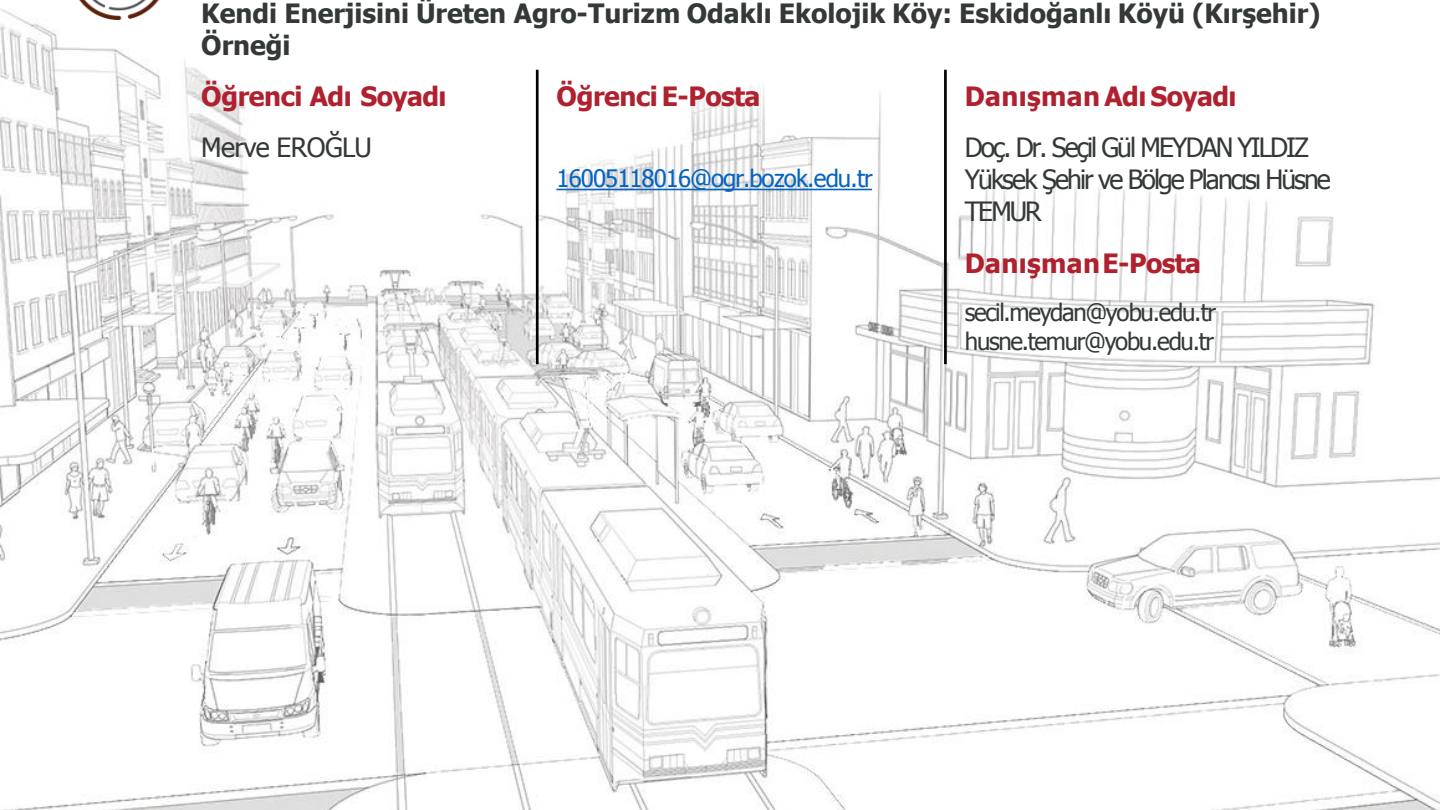 Kendi Enerjisini Üreten Agro-Turizm Odaklı Ekolojik Köy: Eskidoğanlı Köyü (Kırşehir)
Örneği
Öğrenci Adı Soyadı
Merve EROĞLU
Öğrenci E-Posta
16005118016@ogr.bozok.edu.tr
Danışman Adı Soyadı
Doç. Dr. Seçil Gül MEYDAN YILDIZ
Yüksek Şehir ve Bölge Plancısı Hüsne
TEMUR
Danışman E-Posta
secil.meydan@yobu.edu.tr
husne.temur@yobu.edu.tr